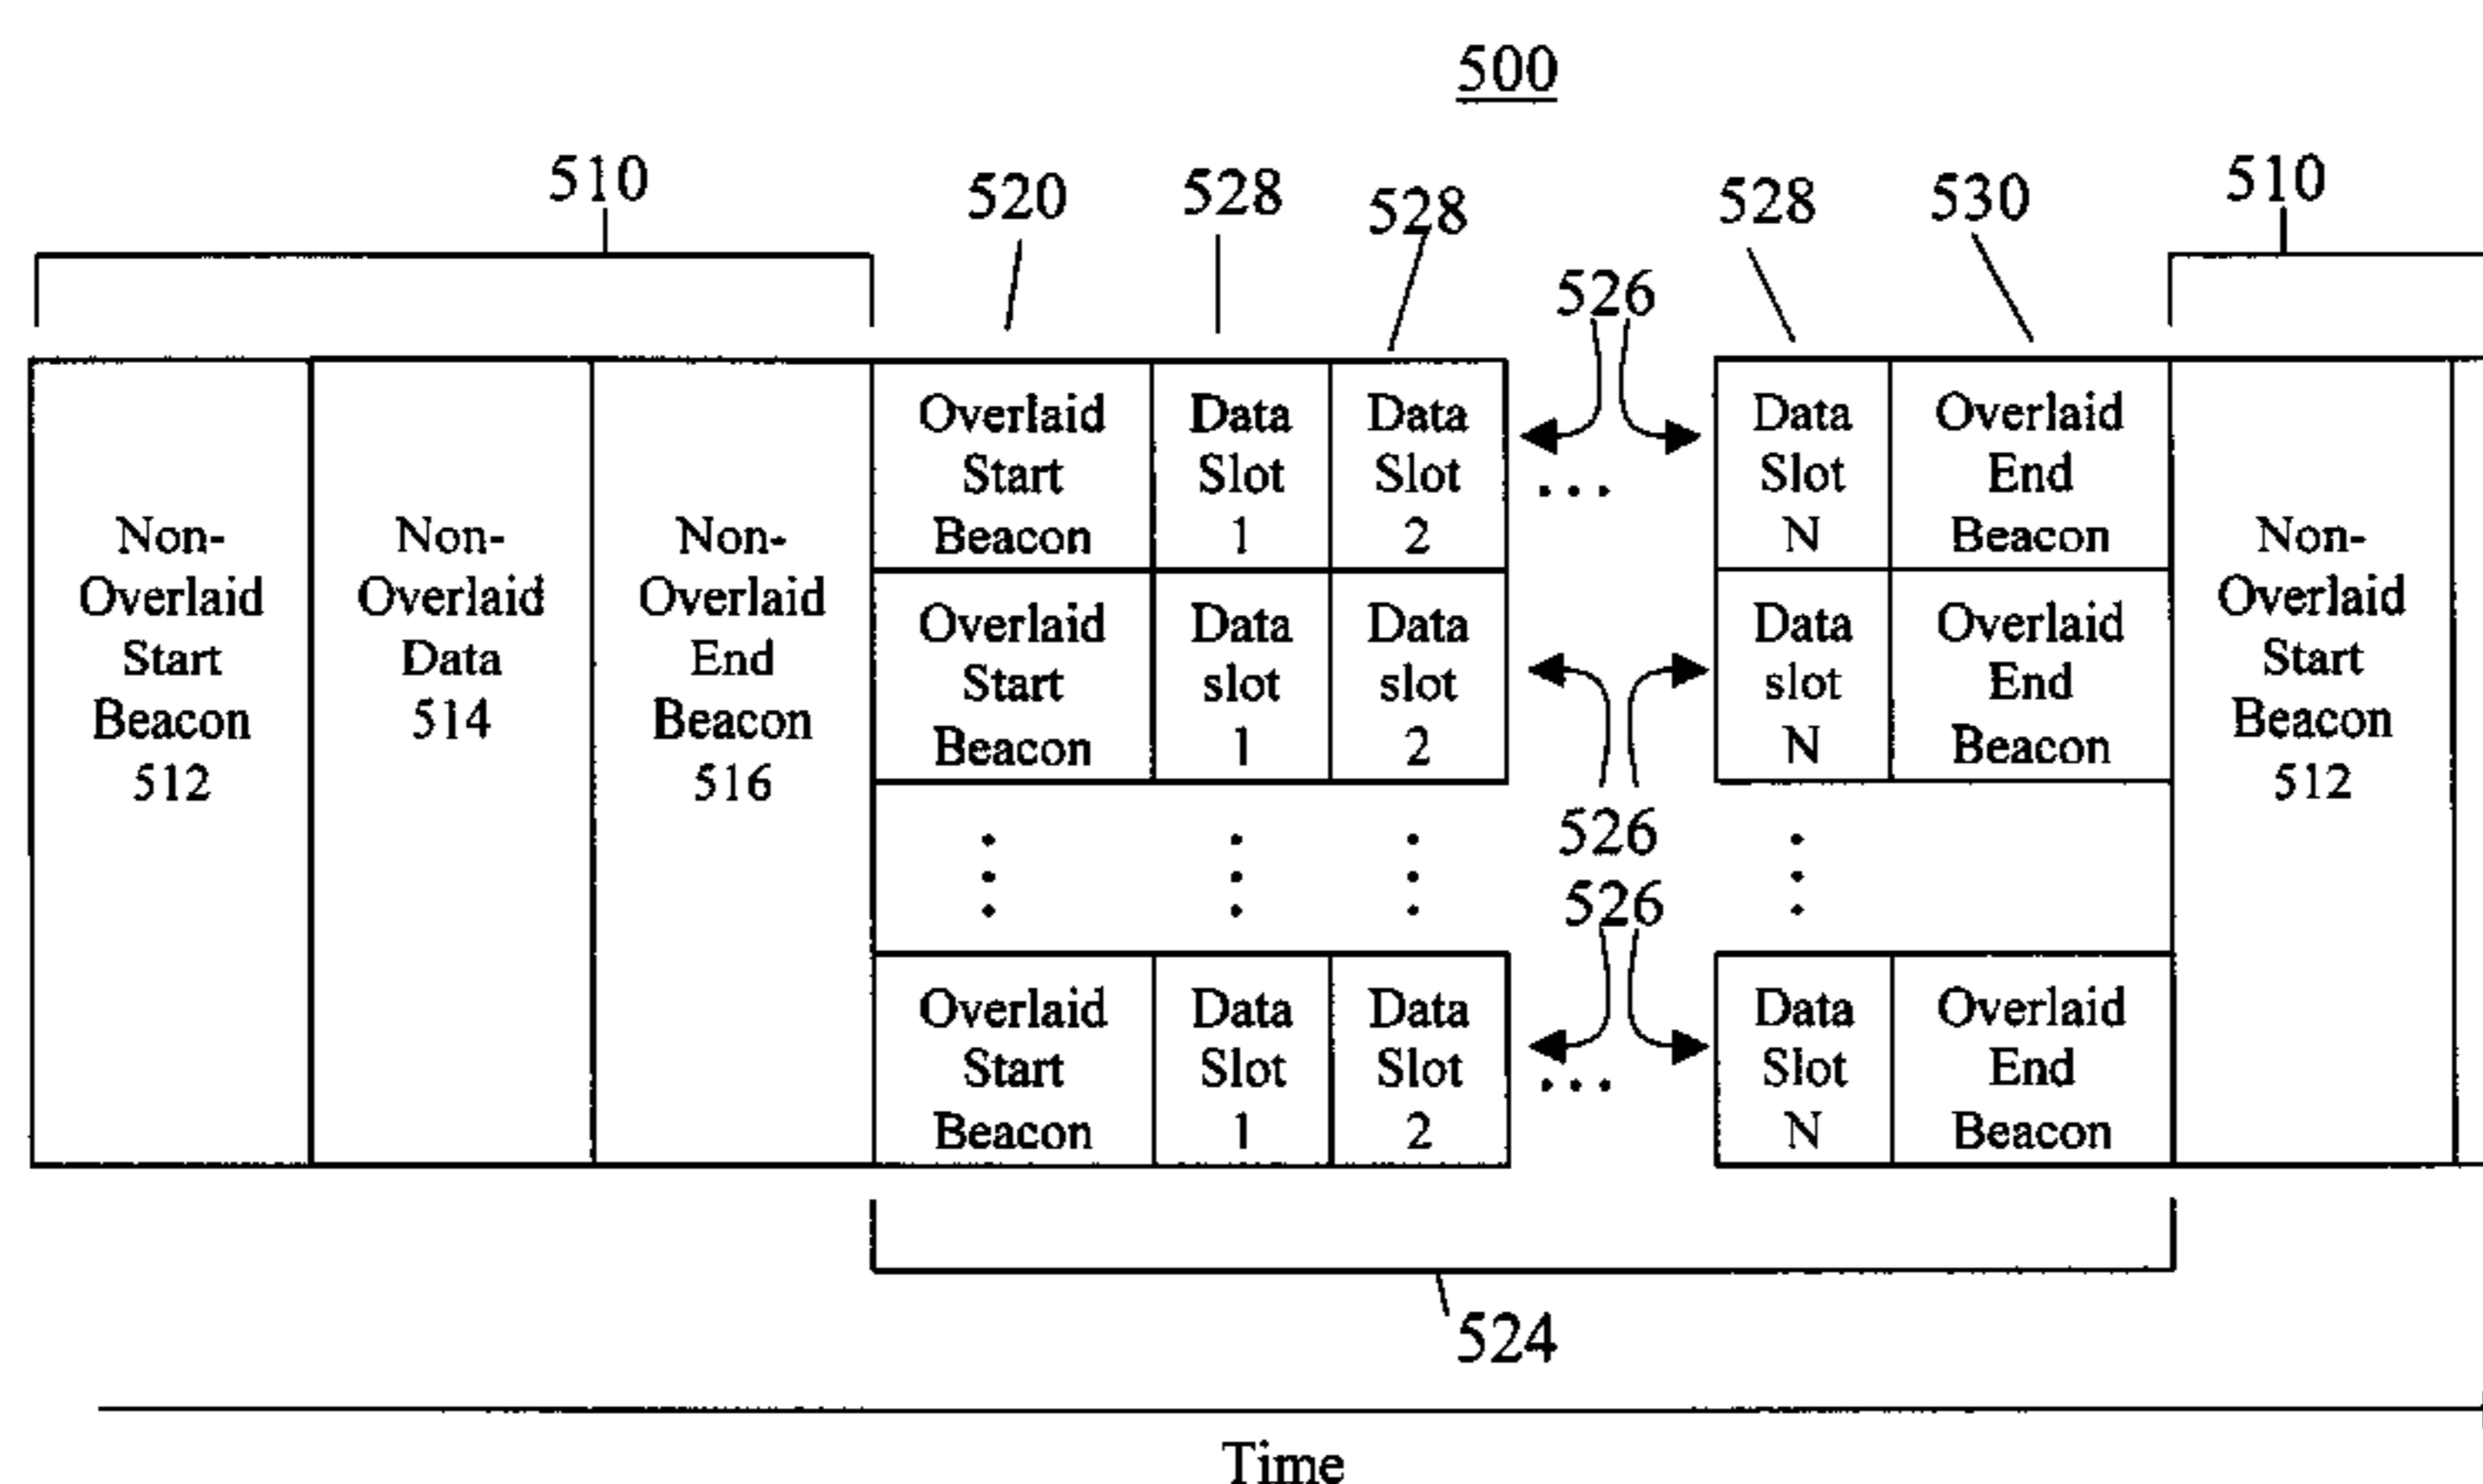 500
510
520
528
528
526
528
530
510
Non-
Overlaid
Start
Beacon
512
Non-
Overlaid
Data
514
Non-
Overlaid
End
Beacon
516
Overlaid
Start
Beacon
Data
Slot
1
Data
Slot
2
...
Data
Slot
N
Overlaid
End
Beacon
Overlaid
Start
Beacon
Data
slot
1
Data
slot
2
Data
slot
N
Overlaid
End
Beacon
526
526
Overlaid
Start
Beacon
Data
Slot
1
Data
Slot
2
...
Data
Slot
N
Overlaid
End
Beacon
Non-
Overlaid
Start
Beacon
512
524
Time